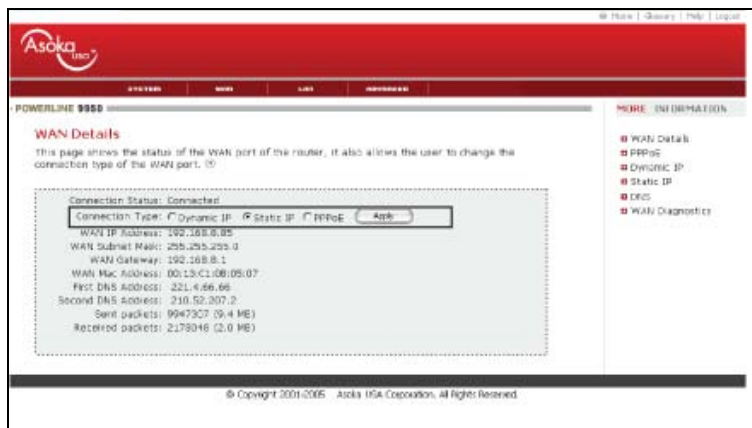 Home | Glossary | Help | Logout
Asoka USA
SYSTEM WAN LAN ADVANCED
POWERLINE 9950
MORE INFORMATION
WAN Details
This page shows the status of the WAN port of the router, it also allows the user to change the
connection type of the WAN port.
Connection Status: Connected
Connection Type: Dynamic IP Static IP PPPoE Apply
WAN IP Address: 192.168.8.85
WAN Subnet Mask: 255.255.255.0
WAN Gateway: 192.168.8.1
WAN Mac Address: 00:13:C1:08:05:07
First DNS Address: 221.4.66.66
Second DNS Address: 210.52.207.2
Sent packets: 9947307 (9.4 MB)
Received packets: 2178048 (2.0 MB)
WAN Details
PPPoE
Dynamic IP
Static IP
DNS
WAN Diagnostics
© Copyright 2001-2005 Asoka USA Corporation, All Rights Reserved.